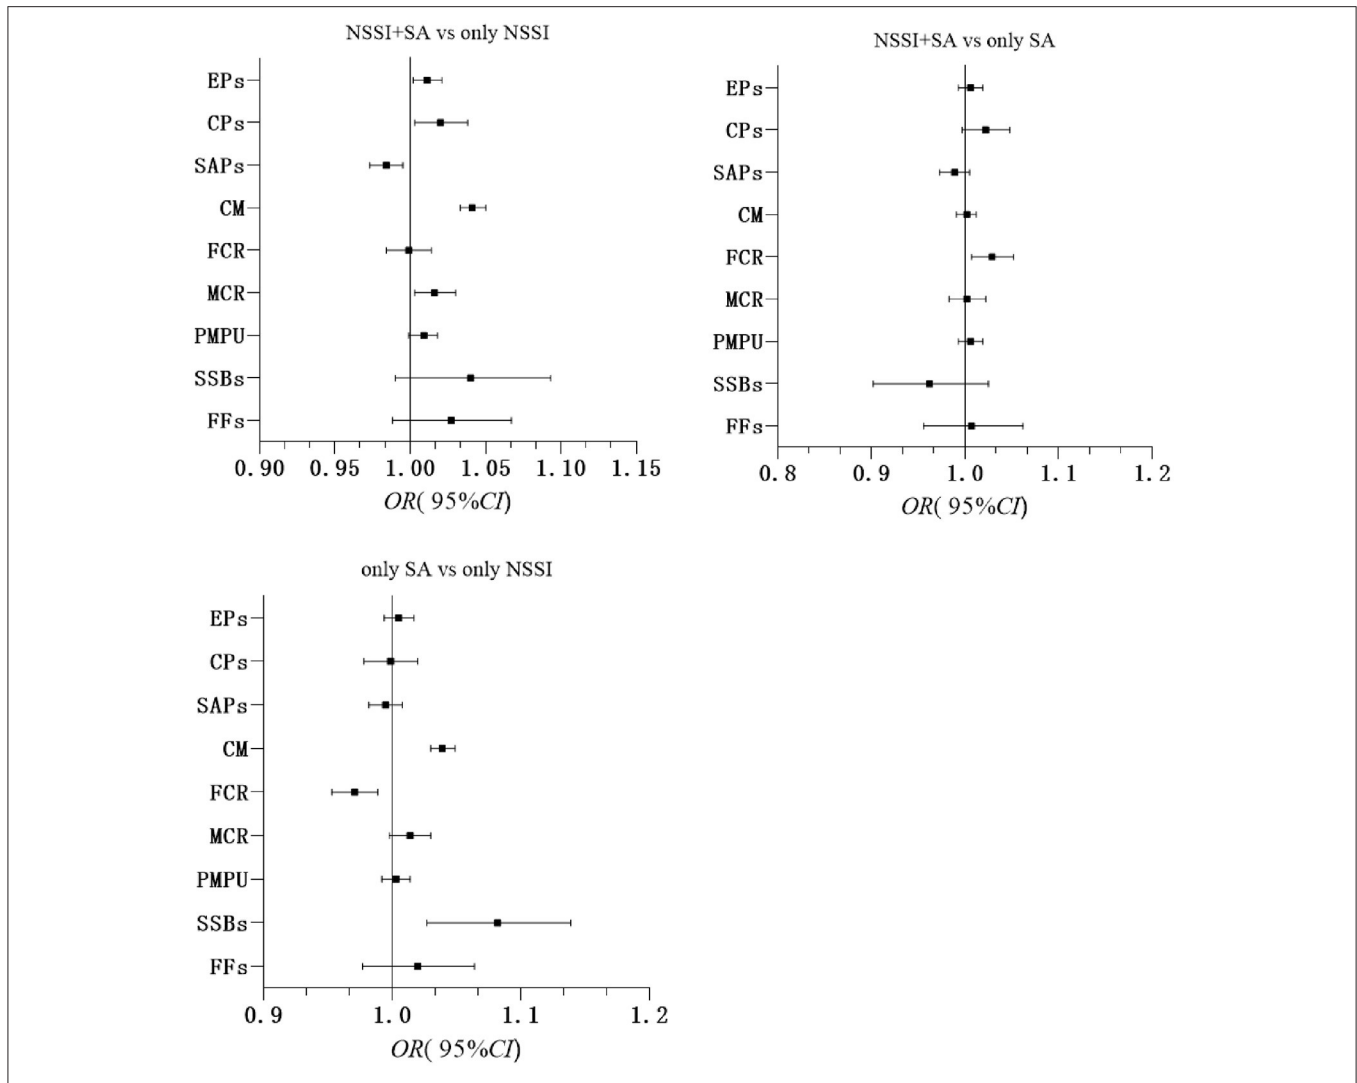 NSSI+SA vs only NSSI
EPs
CPs
SAPs
CM
FCR
MCR
PMPU
SSBs
FFs
0.90 0.95 1.00 1.05 1.10 1.15
OR( 95%CI)
NSSI+SA vs only SA
EPs
CPs
SAPs
CM
FCR
MCR
PMPU
SSBs
FFs
0.8 0.9 1.0 1.1 1.2
OR( 95%CI)
only SA vs only NSSI
EPs
CPs
SAPs
CM
FCR
MCR
PMPU
SSBs
FFs
0.9 1.0 1.1 1.2
OR( 95%CI)